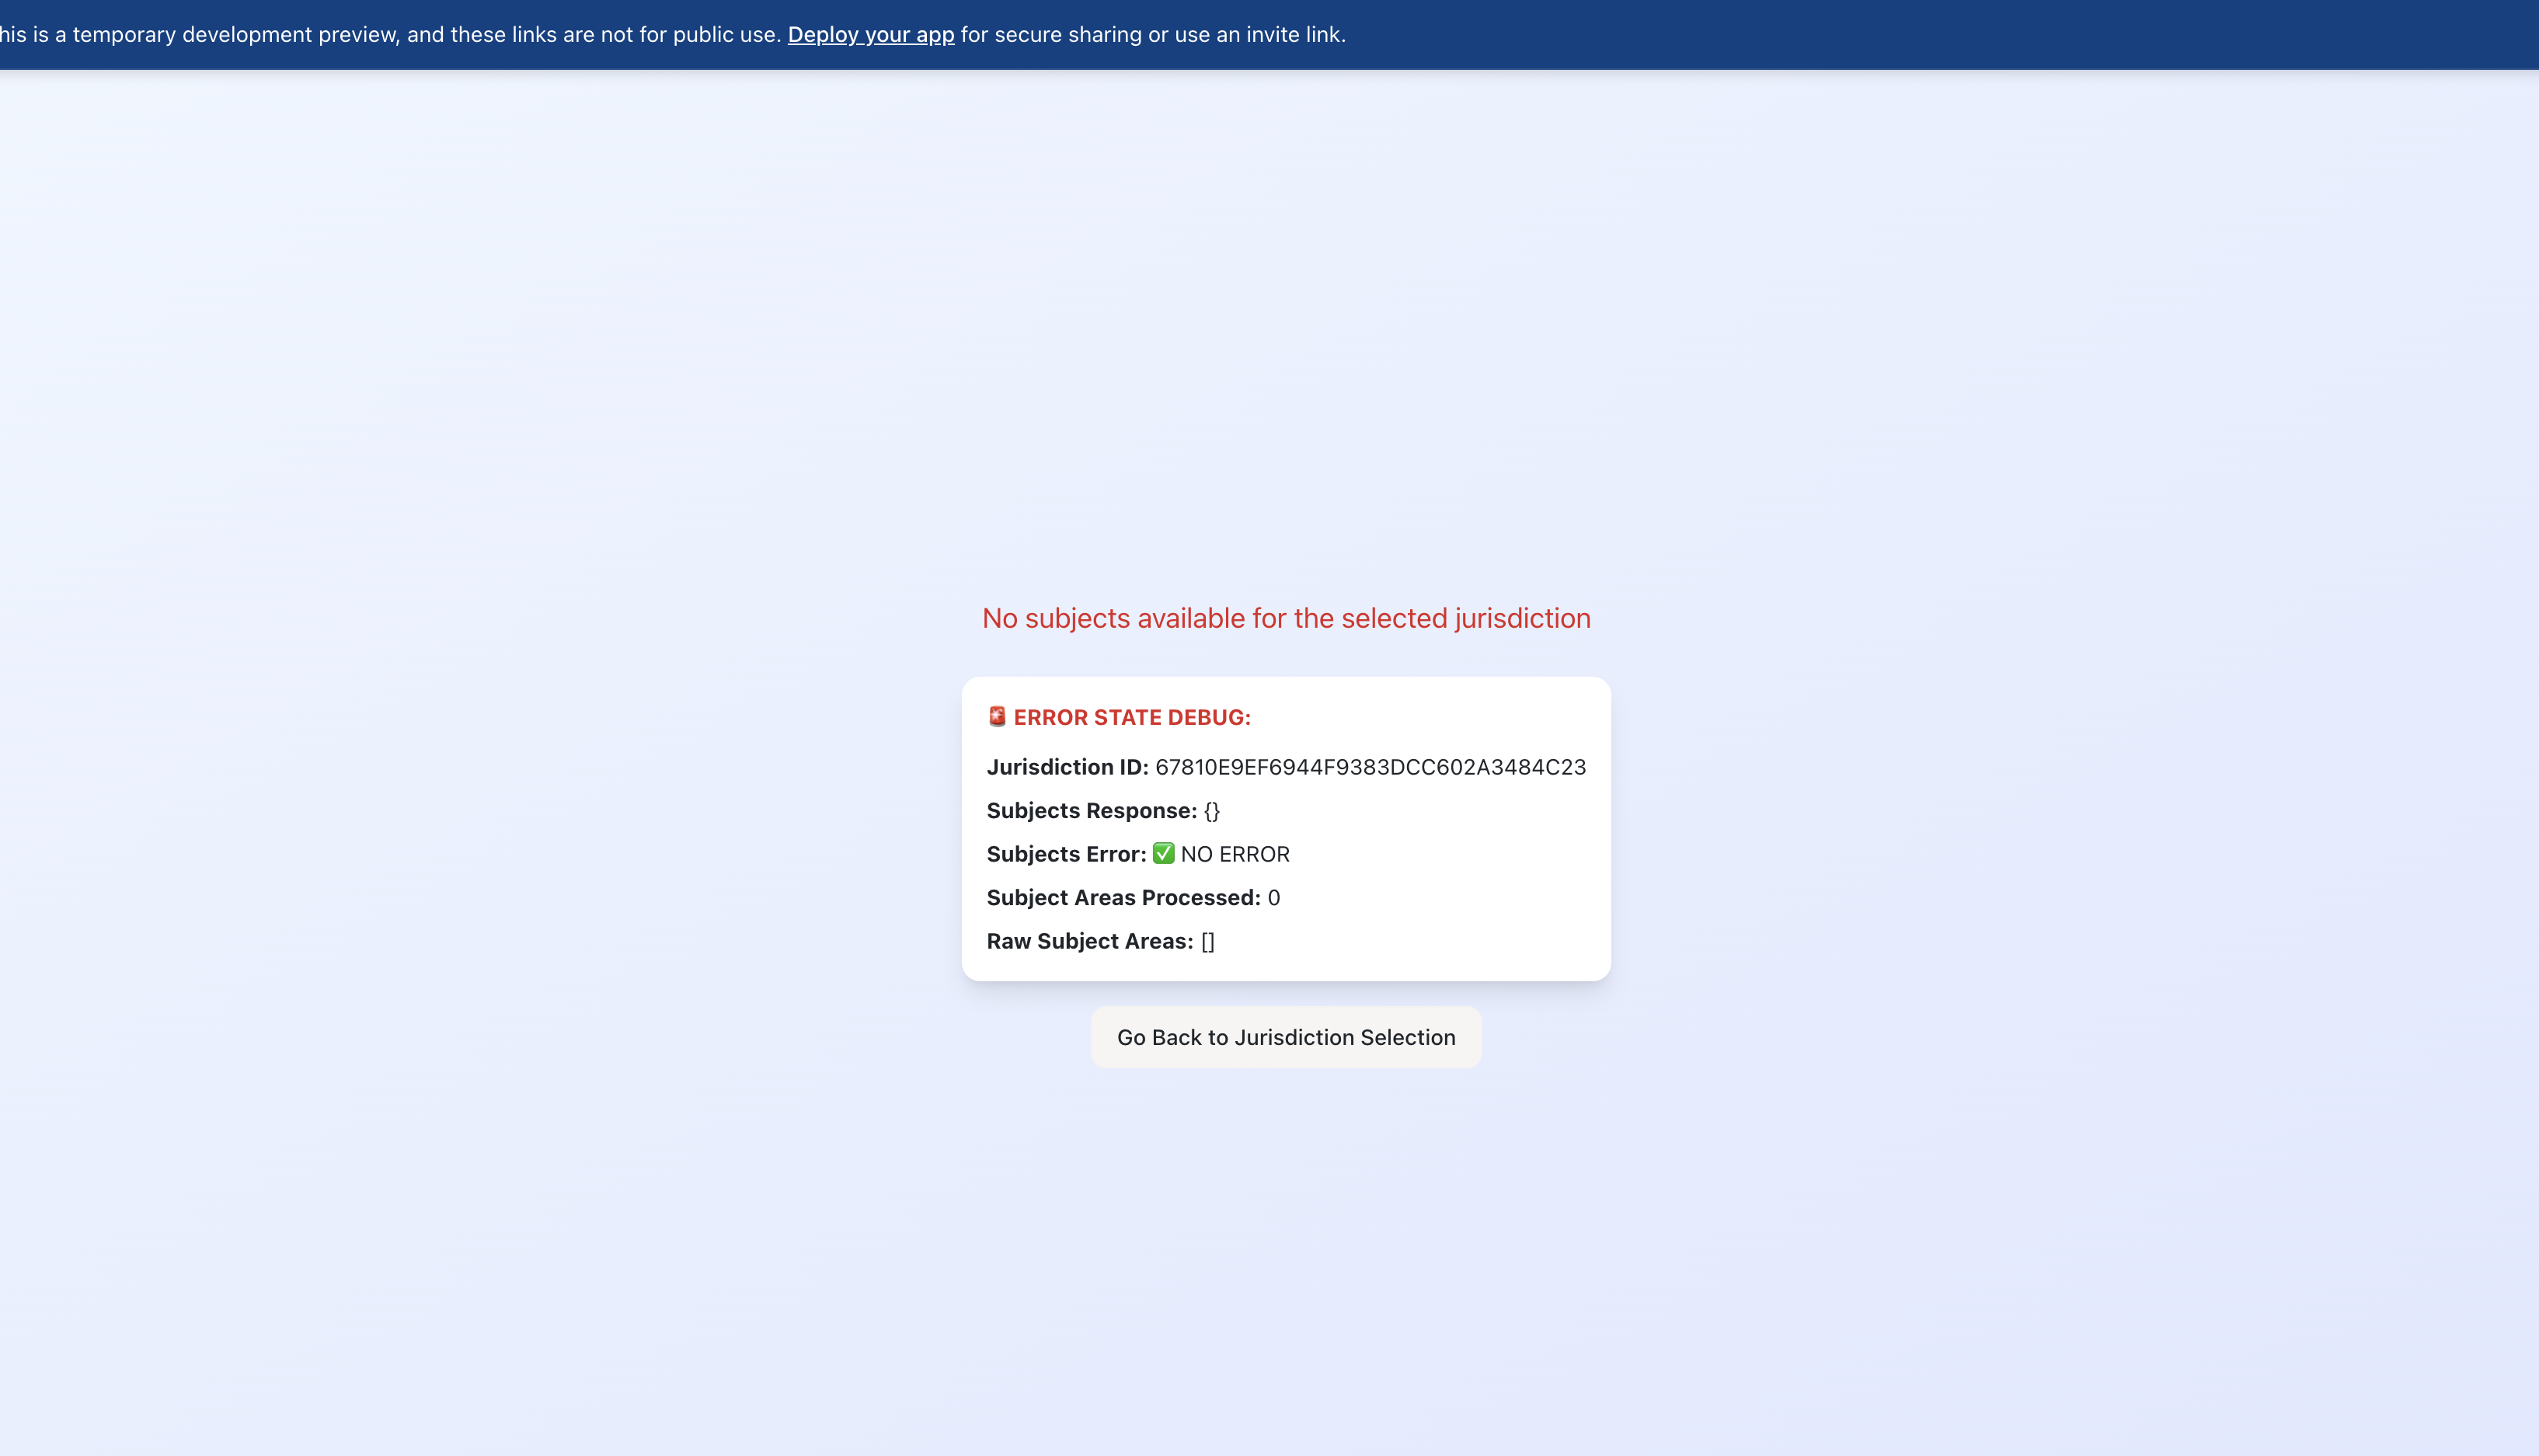 his is a temporary development preview, and these links are not for public use. Deploy your app for secure sharing or use an invite link.
No subjects available for the selected jurisdiction
🚨 ERROR STATE DEBUG:
Jurisdiction ID: 67810E9EF6944F9383DCC602A3484C23
Subjects Response: {}
Subjects Error: ✅ NO ERROR
Subject Areas Processed: 0
Raw Subject Areas: []
Go Back to Jurisdiction Selection